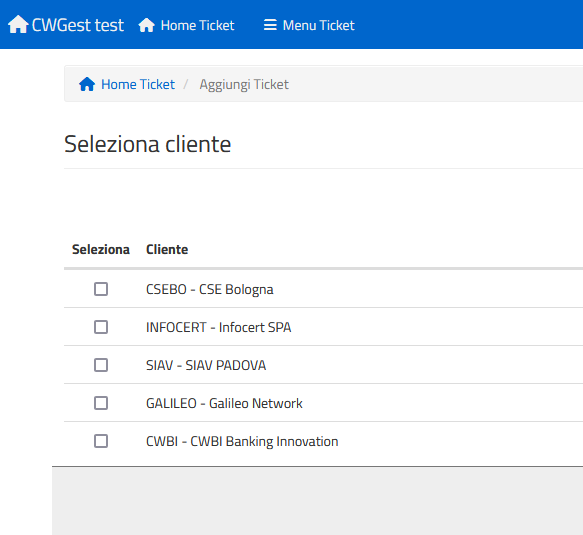 CWGest test Home Ticket Menu Ticket
Home Ticket / Aggiungi Ticket
Seleziona cliente
Seleziona Cliente
CSEBO - CSE Bologna
INFOCERT - Infocert SPA
SIAV - SIAV PADOVA
GALILEO - Galileo Network
CWBI - CWBI Banking Innovation